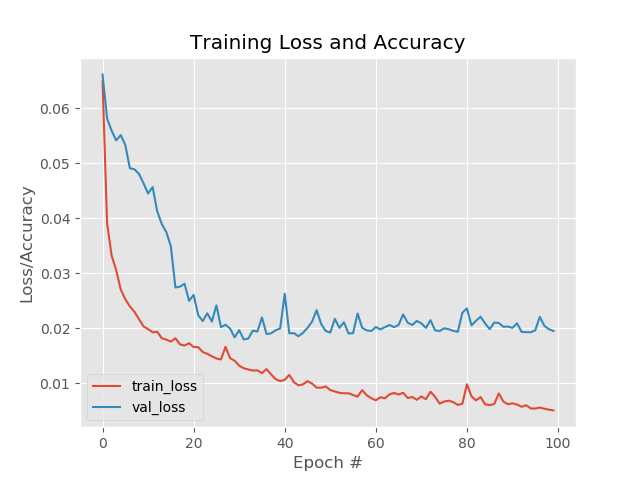 Training Loss and Accuracy
Loss/Accuracy
0.06
0.05
0.04
0.03
0.02
0.01
train_loss
val_loss
0 20 40 60 80 100
Epoch #